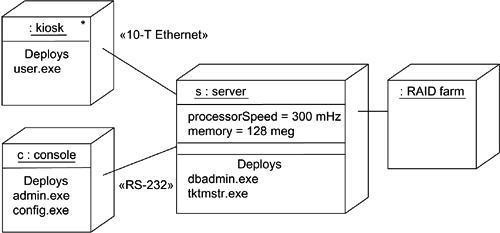 : kiosk *
Deploys
user.exe
«10-T Ethernet»
s : server
processorSpeed = 300 mHz
memory = 128 meg
Deploys
dbadmin.exe
tktmstr.exe
: RAID farm
c : console
Deploys
admin.exe
config.exe
«RS-232»